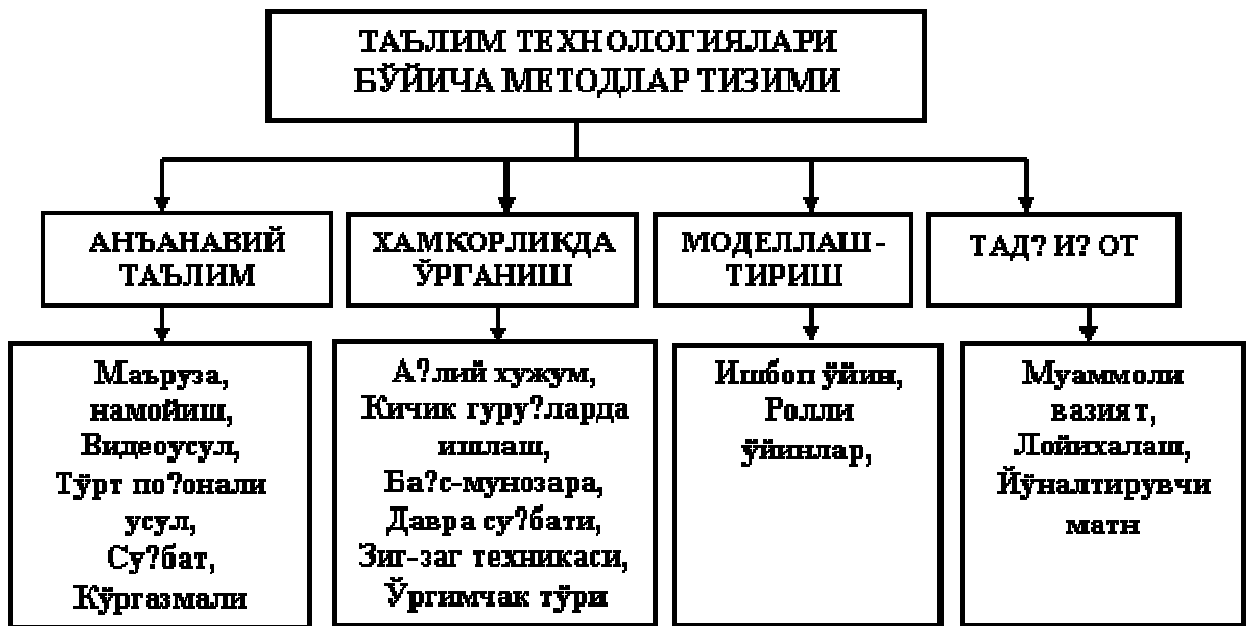 ТАЪЛИМ ТЕХНОЛОГИЯЛАРИ
БЎЙИЧА МЕТОДЛАР ТИЗИМИ
АНЪАНАВИЙ
ТАЪЛИМ
ХАМКОРЛИКДА
ЎРГАНИШ
МОДЕЛЛАШ-
ТИРИШ
ТАД? И? ОТ
Маъруза,
намойиш,
Видеоусул,
Тўрт по?онали
усул,
Су?бат,
Кўргазмали
А?лий хужум,
Кичик гуру?ларда
ишлаш,
Ба?с-мунозара,
Давра су?бати,
Зиг-заг техникаси,
Ўргимчак тўри
Ишбоп ўйин,
Ролли
ўйинлар,
Муаммоли
вазият,
Лойихалаш,
Йўналтирувчи
матн